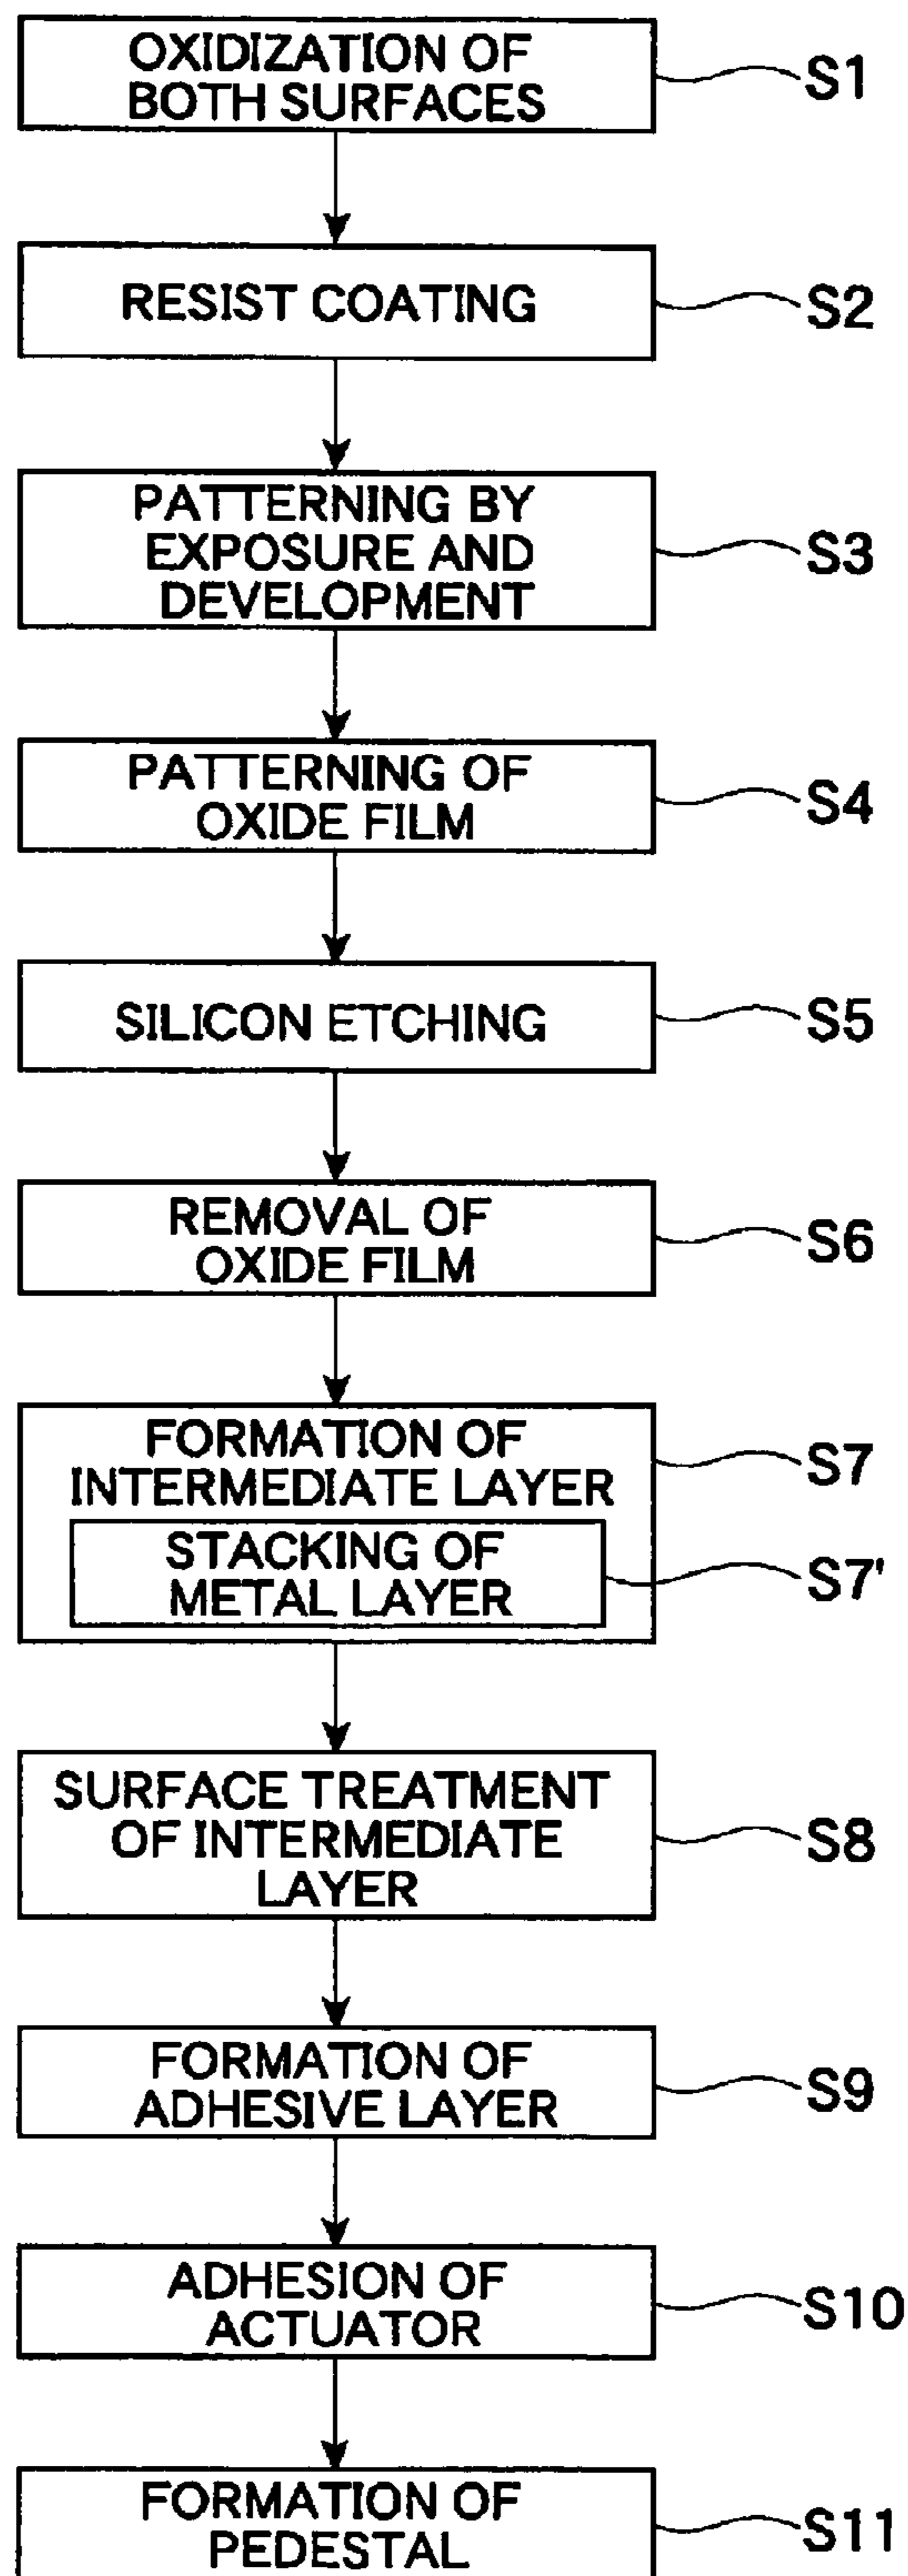 OXIDIZATION OF
BOTH SURFACES
S1
RESIST COATING
S2
PATTERNING BY
EXPOSURE AND
DEVELOPMENT
S3
PATTERNING OF
OXIDE FILM
S4
SILICON ETCHING
S5
REMOVAL OF
OXIDE FILM
S6
FORMATION OF
INTERMEDIATE LAYER
S7
STACKING OF
METAL LAYER
S7'
SURFACE TREATMENT
OF INTERMEDIATE
LAYER
S8
FORMATION OF
ADHESIVE LAYER
S9
ADHESION OF
ACTUATOR
S10
FORMATION OF
PEDESTAL
S11